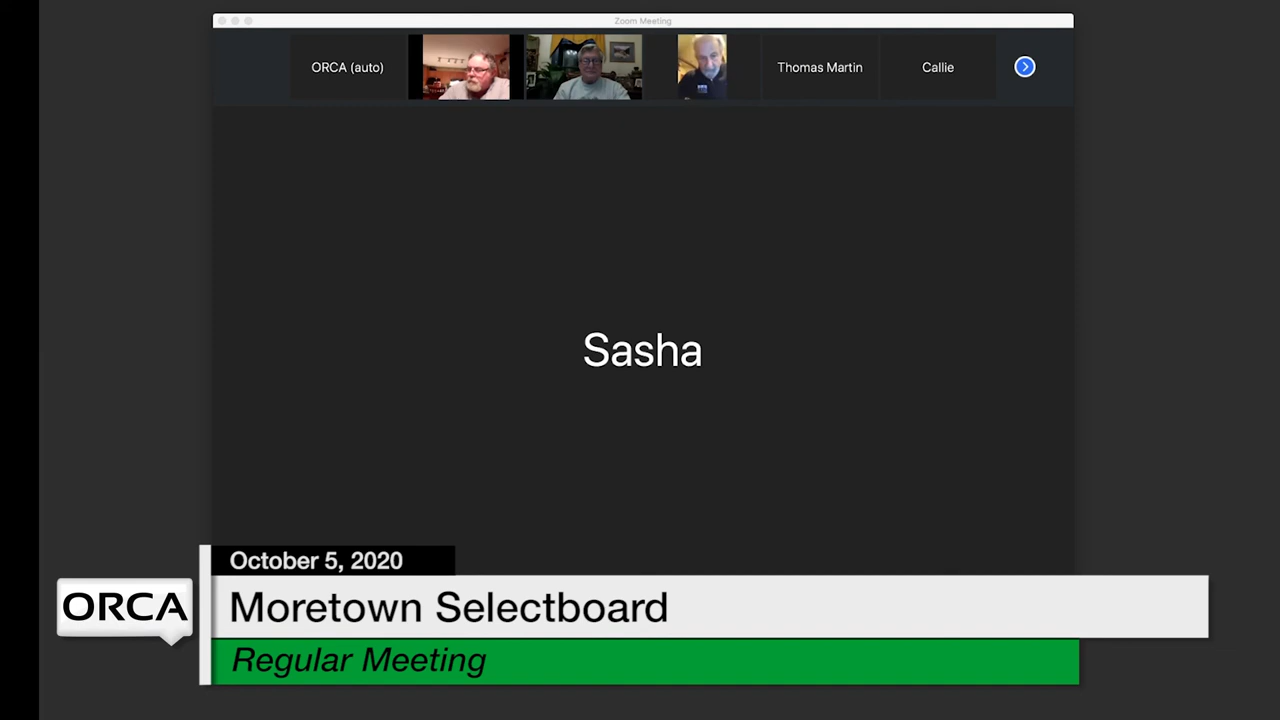 Zoom Meeting
ORCA (auto)
Thomas Martin
Callie
Sasha
October 5, 2020
ORCA
Moretown Selectboard
Regular Meeting